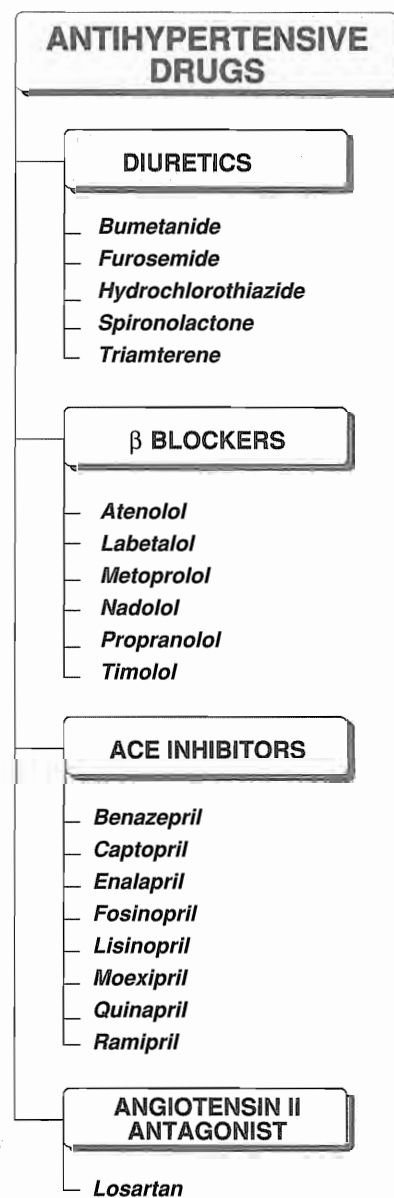 ANTIHYPERTENSIVE
DRUGS
DIURETICS
Bumetanide
Furosemide
Hydrochlorothiazide
Spironolactone
Triamterene
β BLOCKERS
Atenolol
Labetalol
Metoprolol
Nadolol
Propranolol
Timolol
ACE INHIBITORS
Benazepril
Captopril
Enalapril
Fosinopril
Lisinopril
Moexipril
Quinapril
Ramipril
ANGIOTENSIN II
ANTAGONIST
Losartan